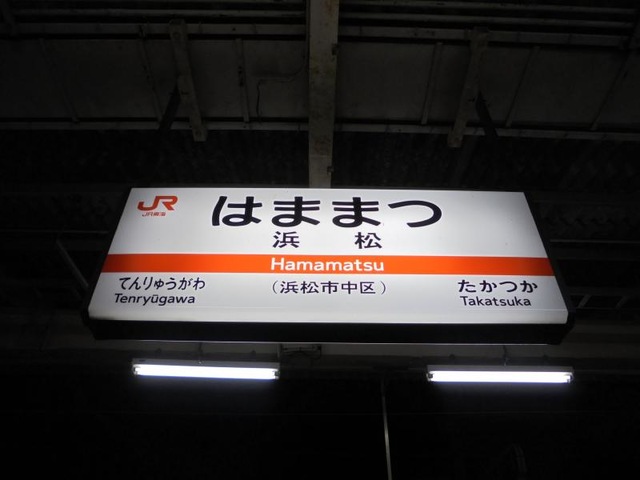 JR
JR東海
はままつ
浜松
Hamamatsu
てんりゅうがわ
Tenryūgawa
(浜松市中区)
たかつか
Takatsuka